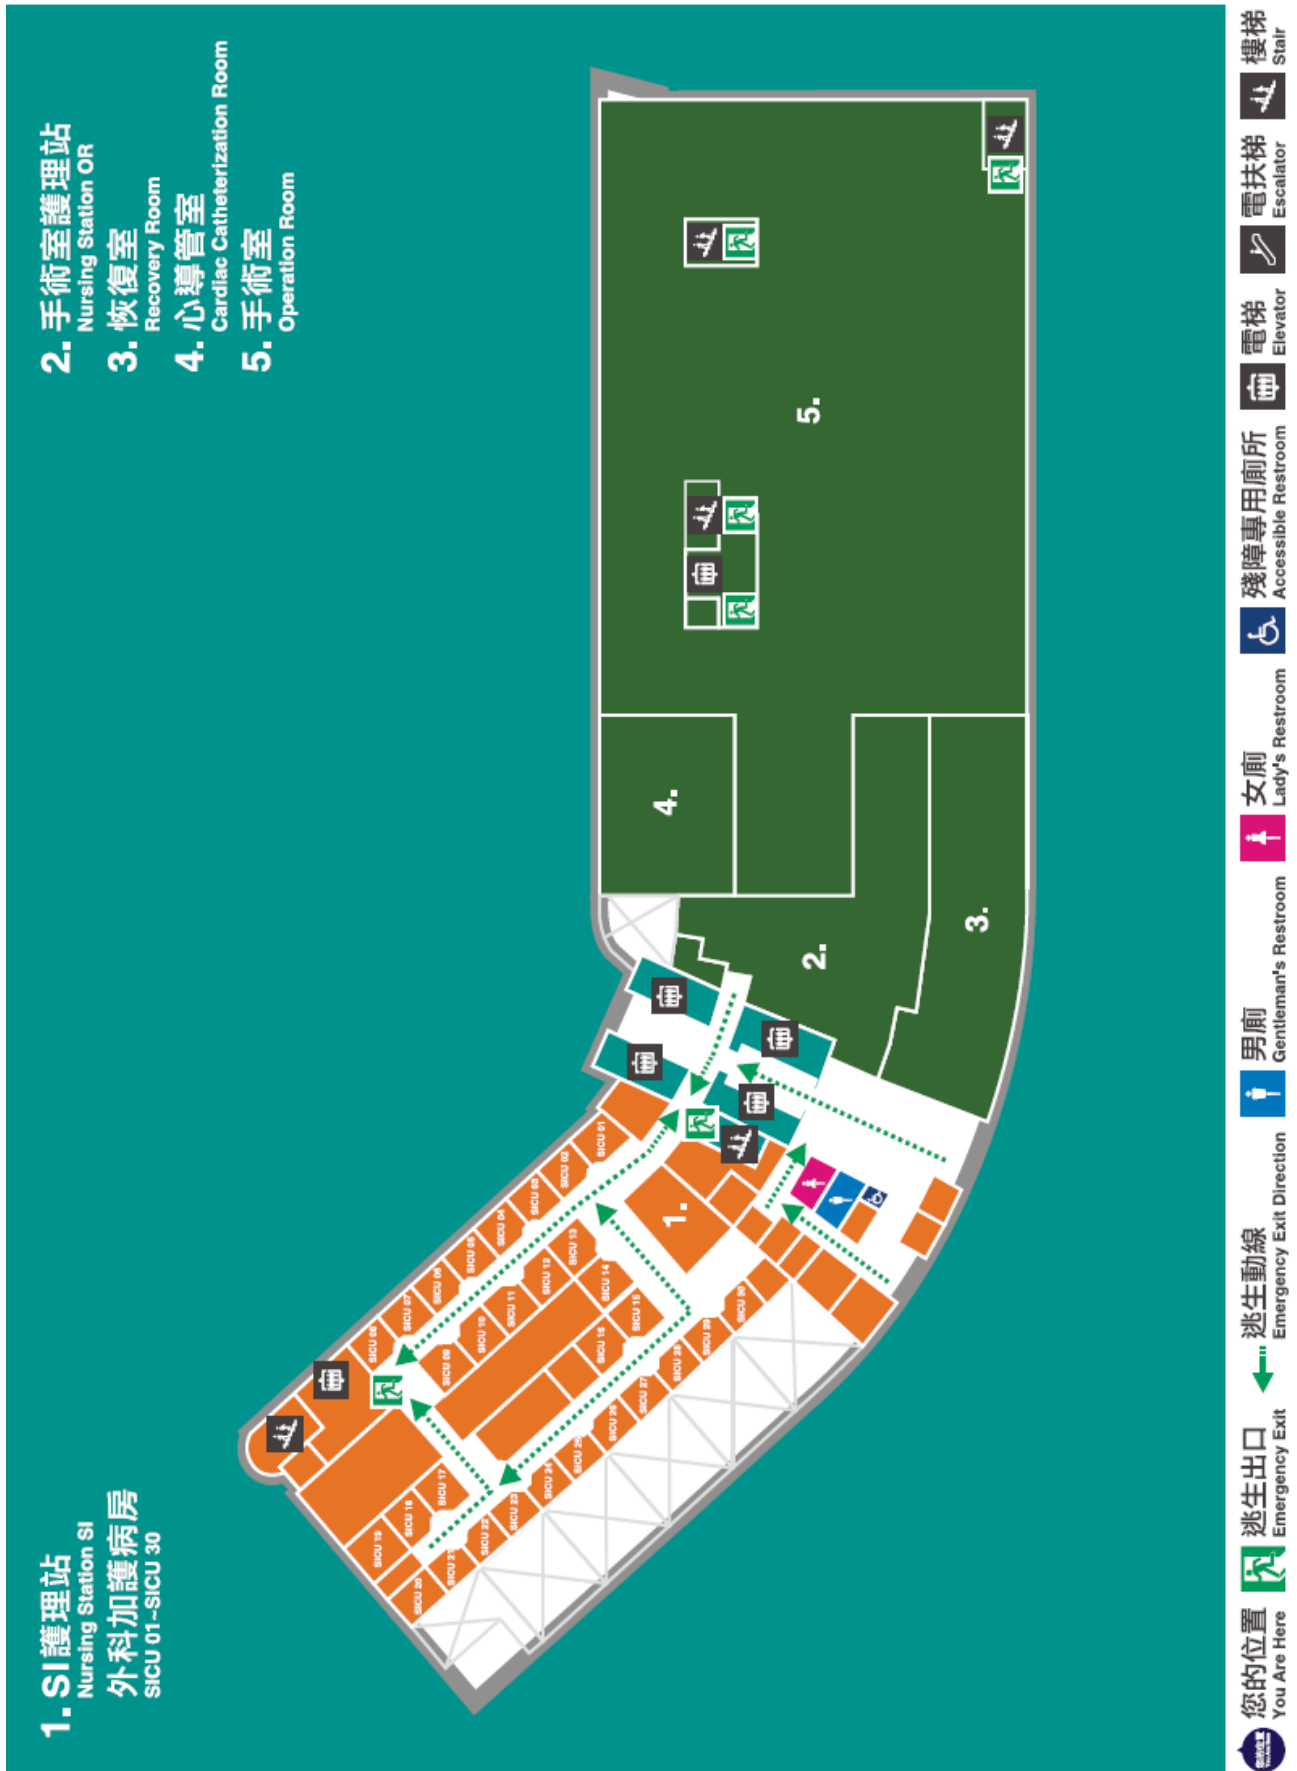 1. SI護理站
Nursing Station SI
外科加護病房
SICU 01~SICU 30
2. 手術室護理站
Nursing Station OR
3. 恢復室
Recovery Room
4. 心導管室
Cardiac Catheterization Room
5. 手術室
Operation Room
SICU 01
SICU 02
SICU 03
SICU 04
SICU 05
SICU 06
SICU 07
SICU 08
SICU 09
SICU 10
SICU 11
SICU 12
SICU 13
SICU 14
SICU 15
SICU 16
SICU 17
SICU 18
SICU 19
SICU 20
SICU 21
SICU 22
SICU 23
SICU 24
SICU 25
SICU 26
SICU 27
SICU 28
SICU 29
SICU 30
1.
2.
3.
4.
5.
您的位置
You Are Here
逃生出口
Emergency Exit
逃生動線
Emergency Exit Direction
男廁
Gentleman's Restroom
女廁
Lady's Restroom
殘障專用廁所
Accessible Restroom
電梯
Elevator
電扶梯
Escalator
樓梯
Stair